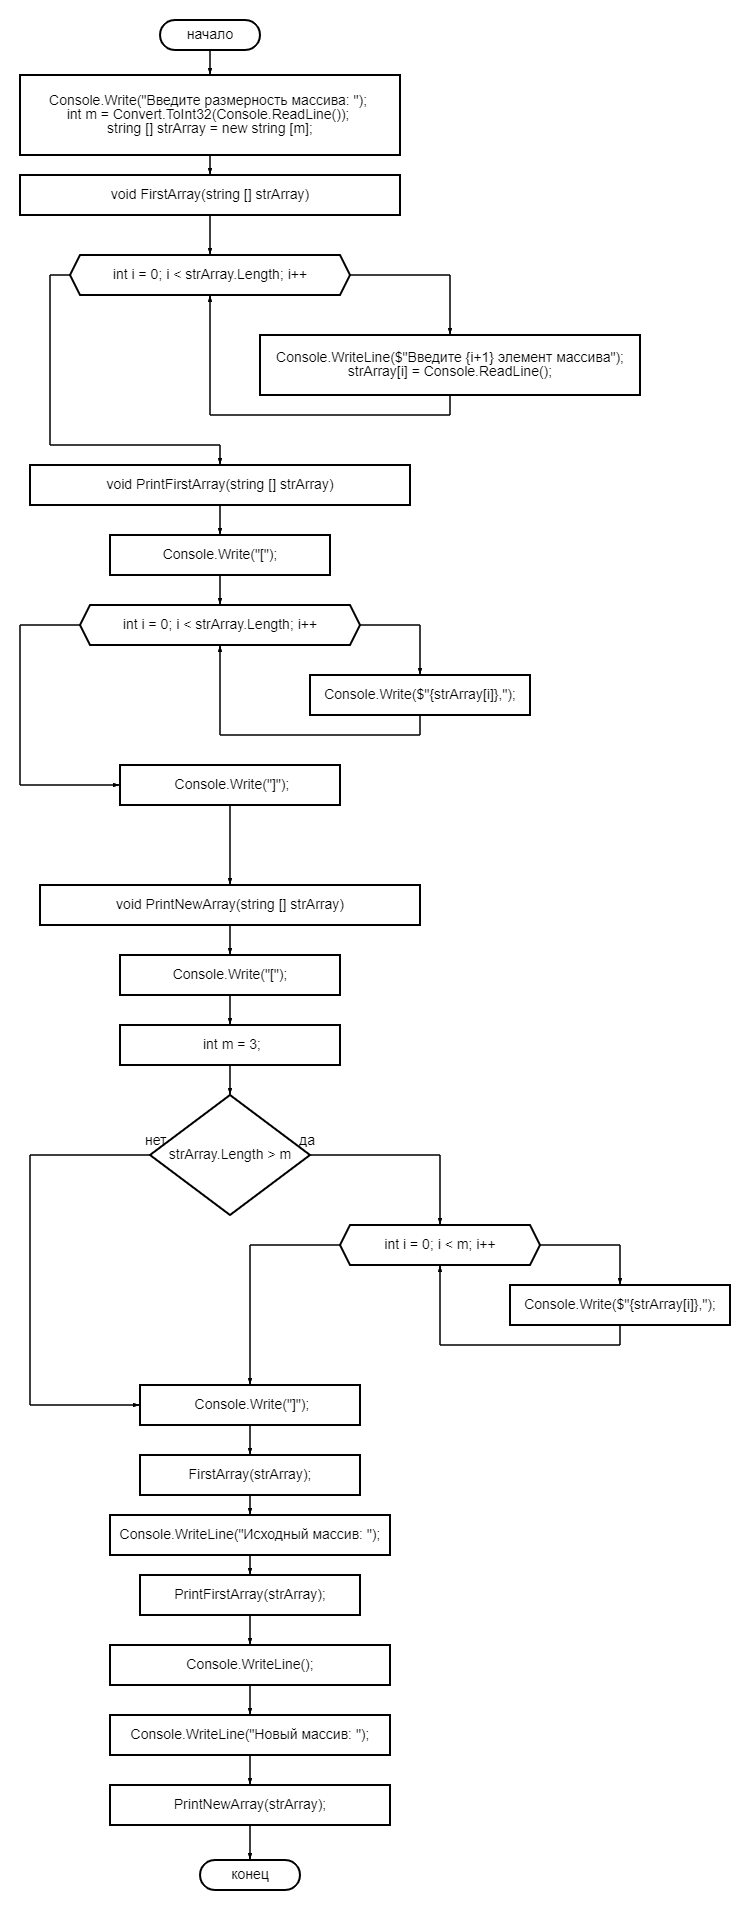 начало
Console.Write("Введите размерность массива: ");
int m = Convert.ToInt32(Console.ReadLine());
string [] strArray = new string [m];
void FirstArray(string [] strArray)
int i = 0; i < strArray.Length; i++
Console.WriteLine($"Введите {i+1} элемент массива");
strArray[i] = Console.ReadLine();
void PrintFirstArray(string [] strArray)
Console.Write("[");
int i = 0; i < strArray.Length; i++
Console.Write($"{strArray[i]},");
Console.Write("]");
void PrintNewArray(string [] strArray)
Console.Write("[");
int m = 3;
нет
да
strArray.Length > m
int i = 0; i < m; i++
Console.Write($"{strArray[i]},");
Console.Write("]");
FirstArray(strArray);
Console.WriteLine("Исходный массив: ");
PrintFirstArray(strArray);
Console.WriteLine();
Console.WriteLine("Новый массив: ");
PrintNewArray(strArray);
конец